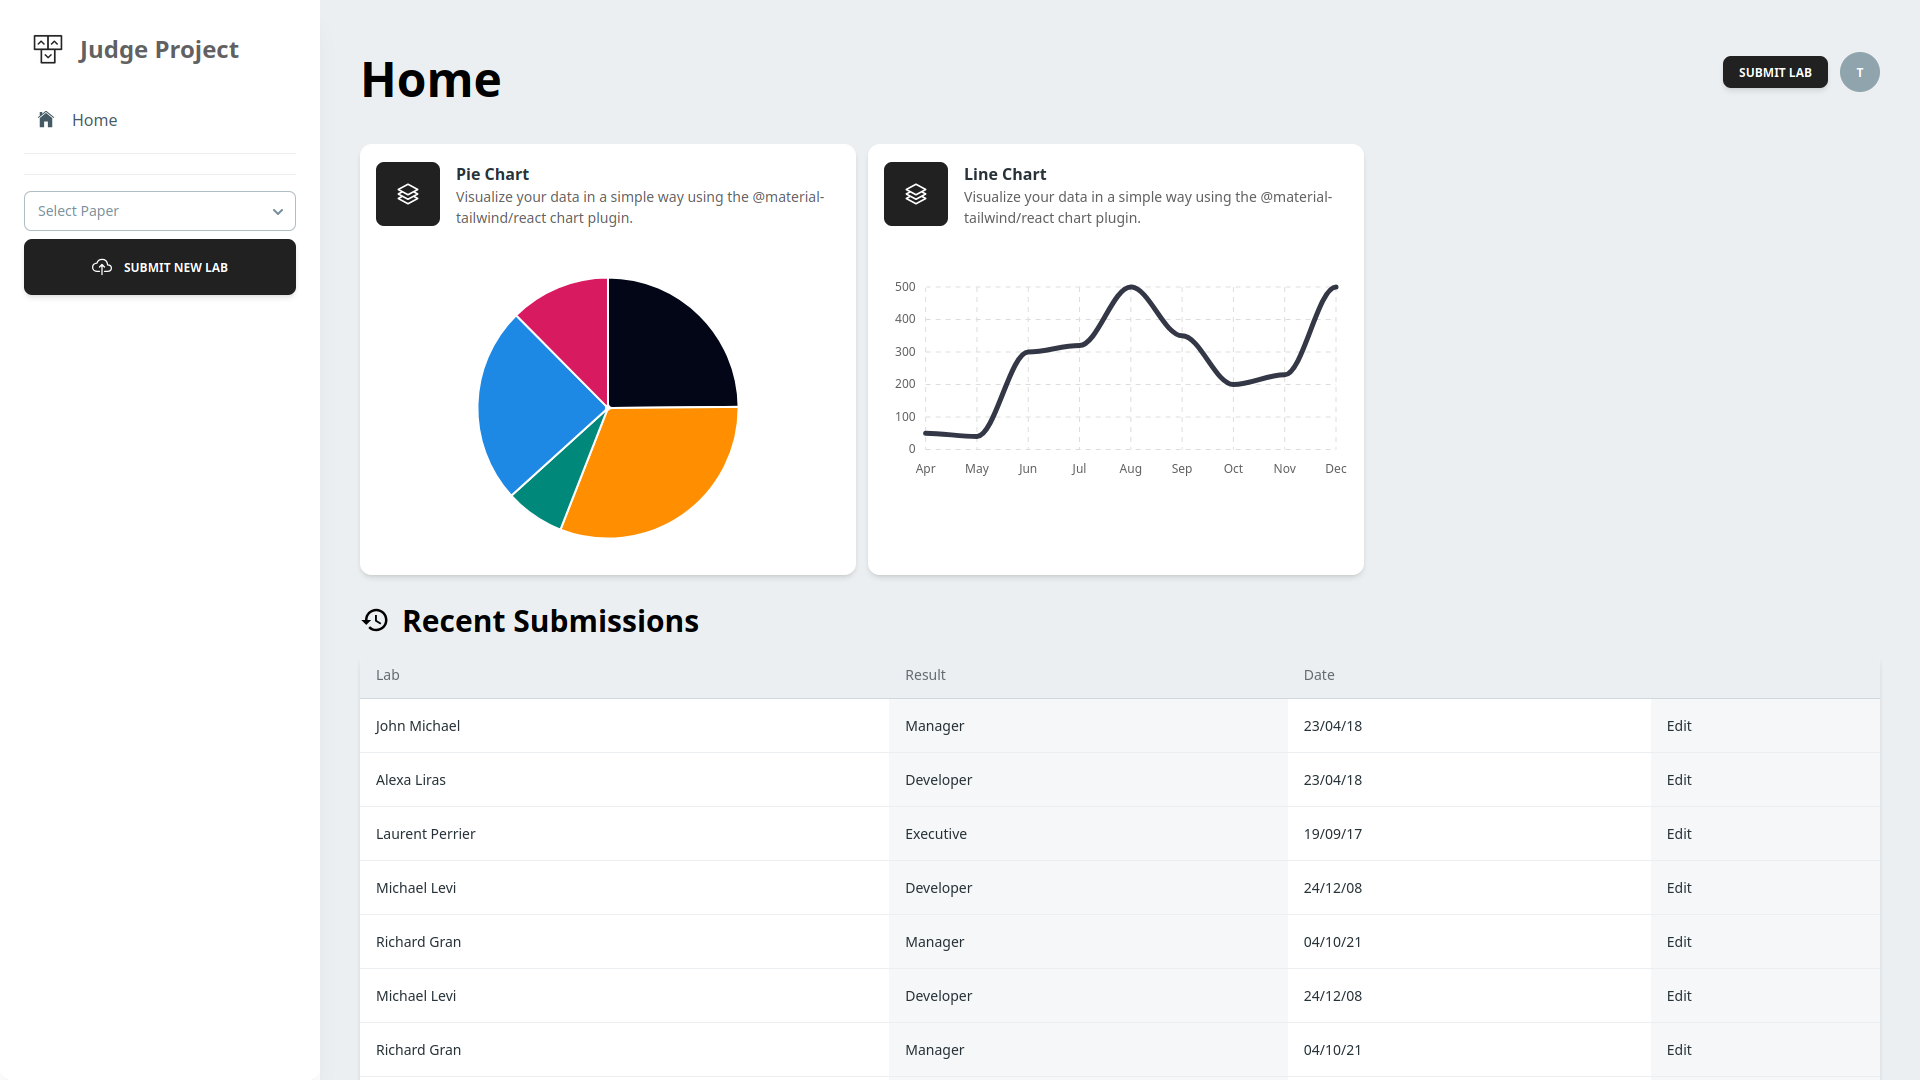 Judge Project
Home
Select Paper
SUBMIT NEW LAB
Home
SUBMIT LAB
T
Pie Chart
Visualize your data in a simple way using the @material-
tailwind/react chart plugin.
Line Chart
Visualize your data in a simple way using the @material-
tailwind/react chart plugin.
500
400
300
200
100
0
Apr May Jun Jul Aug Sep Oct Nov Dec
Recent Submissions
Lab Result Date
John Michael Manager 23/04/18 Edit
Alexa Liras Developer 23/04/18 Edit
Laurent Perrier Executive 19/09/17 Edit
Michael Levi Developer 24/12/08 Edit
Richard Gran Manager 04/10/21 Edit
Michael Levi Developer 24/12/08 Edit
Richard Gran Manager 04/10/21 Edit